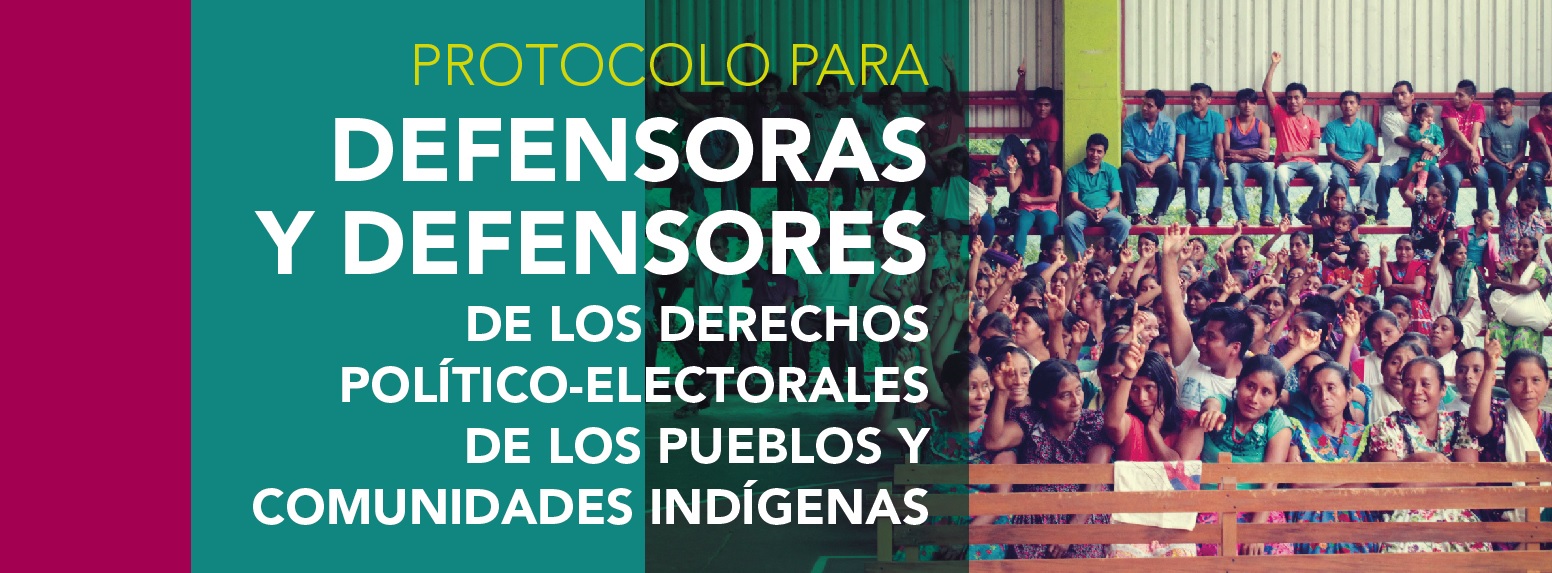 PROTOCOLO PARA
DEFENSORAS
Y DEFENSORES
DE LOS DERECHOS
POLÍTICO-ELECTORALES
DE LOS PUEBLOS Y
COMUNIDADES INDÍGENAS